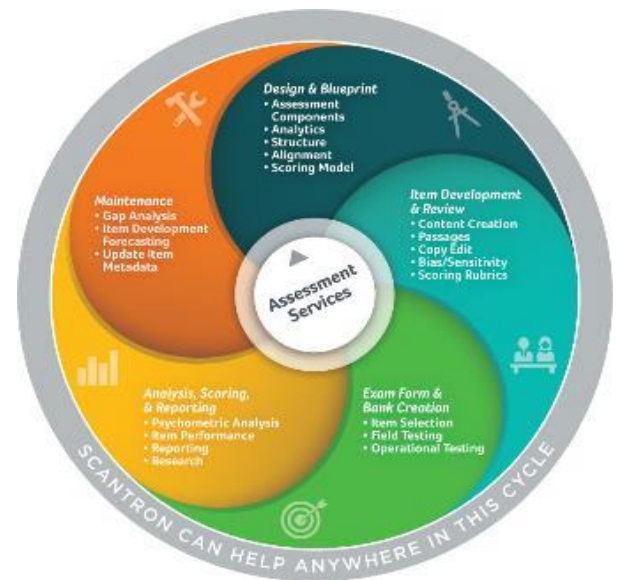 Design & Blueprint
• Assessment
Components
• Analytics
• Structure
• Alignment
• Scoring Model
Item Development
& Review
• Content Creation
• Passages
• Copy Edit
• Bias/Sensitivity
• Scoring Rubrics
Exam Form &
Bank Creation
• Item Selection
• Field Testing
• Operational Testing
Analysis, Scoring,
& Reporting
• Psychometric Analysis
• Item Performance
• Reporting
• Research
Maintenance
• Gap Analysis
• Item Development
Forecasting
• Update Item
Metadata
Assessment
Services
SCANTRON CAN HELP ANYWHERE IN THIS CYCLE